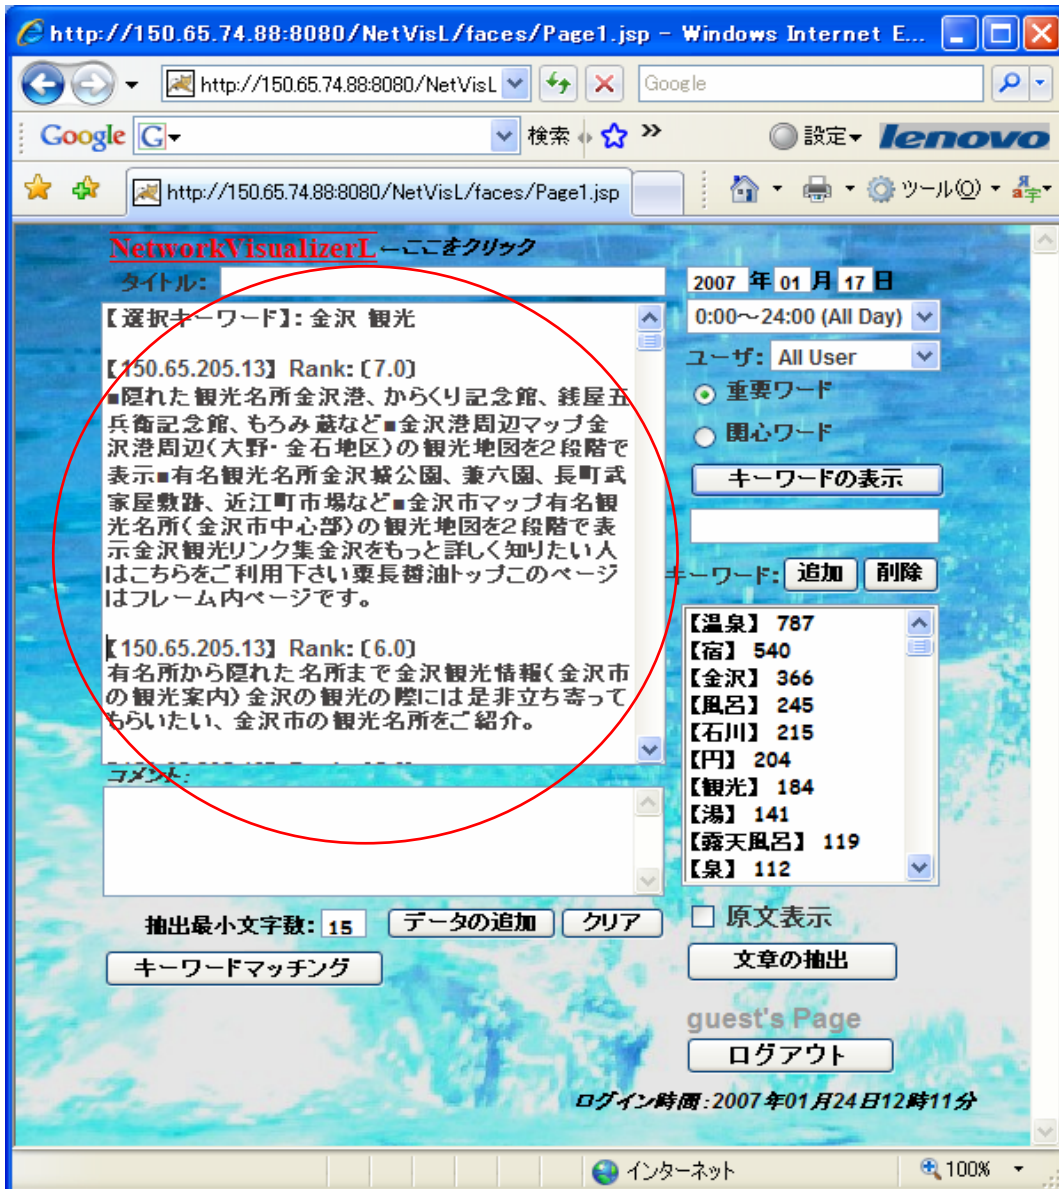 http://150.65.74.88:8080/NetVisL/faces/Page1.jsp - Windows Internet E...
http://150.65.74.88:8080/NetVisL
Google
Google G 検索 » 設定 lenovo
http://150.65.74.88:8080/NetVisL/faces/Page1.jsp
ツール(O)
NetworkVisualizerL←ここをクリック
タイトル:
2007 年 01 月 17 日
【選択キーワード】: 金沢 観光
0:00～24:00 (All Day)
ユーザ: All User
【150.65.205.13】 Rank: [7.0]
■隠れた観光名所金沢港、からくり記念館、銭屋五
兵衛記念館、もろみ蔵など■金沢港周辺マップ金
沢港周辺(大野・金石地区)の観光地図を2段階で
表示■有名観光名所金沢城公園、兼六園、長町武
家屋敷跡、近江町市場など■金沢市マップ有名観
光名所(金沢市中心部)の観光地図を2段階で表
示金沢観光リンク集金沢をもっと詳しく知りたい人
はこちらをご利用下さい粟長醤油トップこのページ
はフレーム内ページです。
重要ワード
関心ワード
キーワードの表示
キーワード: 追加 削除
【150.65.205.13】 Rank: [6.0]
有名所から隠れた名所まで金沢観光情報(金沢市
の観光案内)金沢の観光の際には是非立ち寄って
もらいたい、金沢市の観光名所をご紹介。
【温泉】 787
【宿】 540
【金沢】 366
【風呂】 245
【石川】 215
【円】 204
【観光】 184
【湯】 141
【露天風呂】 119
【泉】 112
コメント:
抽出最小文字数: 15 データの追加 クリア
キーワードマッチング
原文表示
文章の抽出
guest's Page
ログアウト
ログイン時間:2007年01月24日12時11分
インターネット 100%